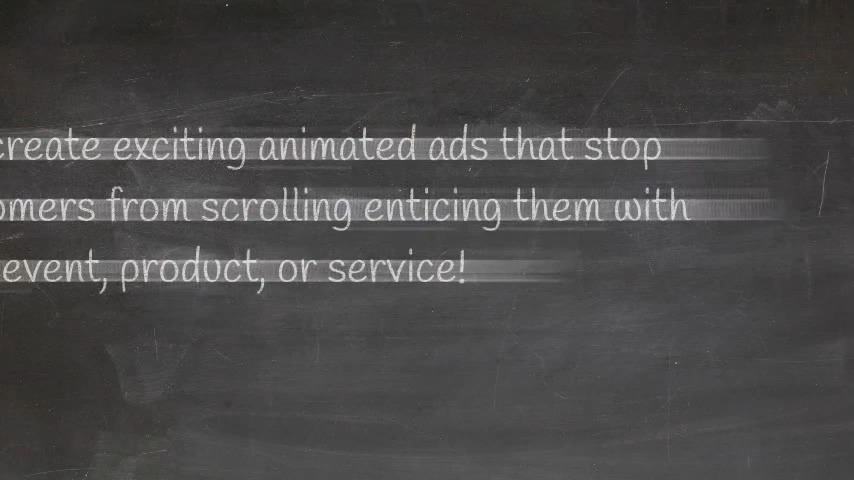 create exciting animated ads that stop
omers from scrolling enticing them with
event, product, or service!